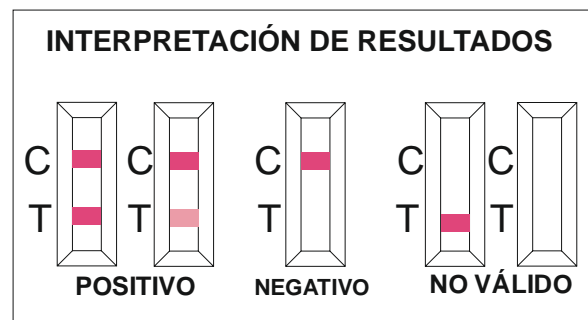 INTERPRETACIÓN DE RESULTADOS
C C C C C
T T T T T
POSITIVO NEGATIVO NO VÁLIDO